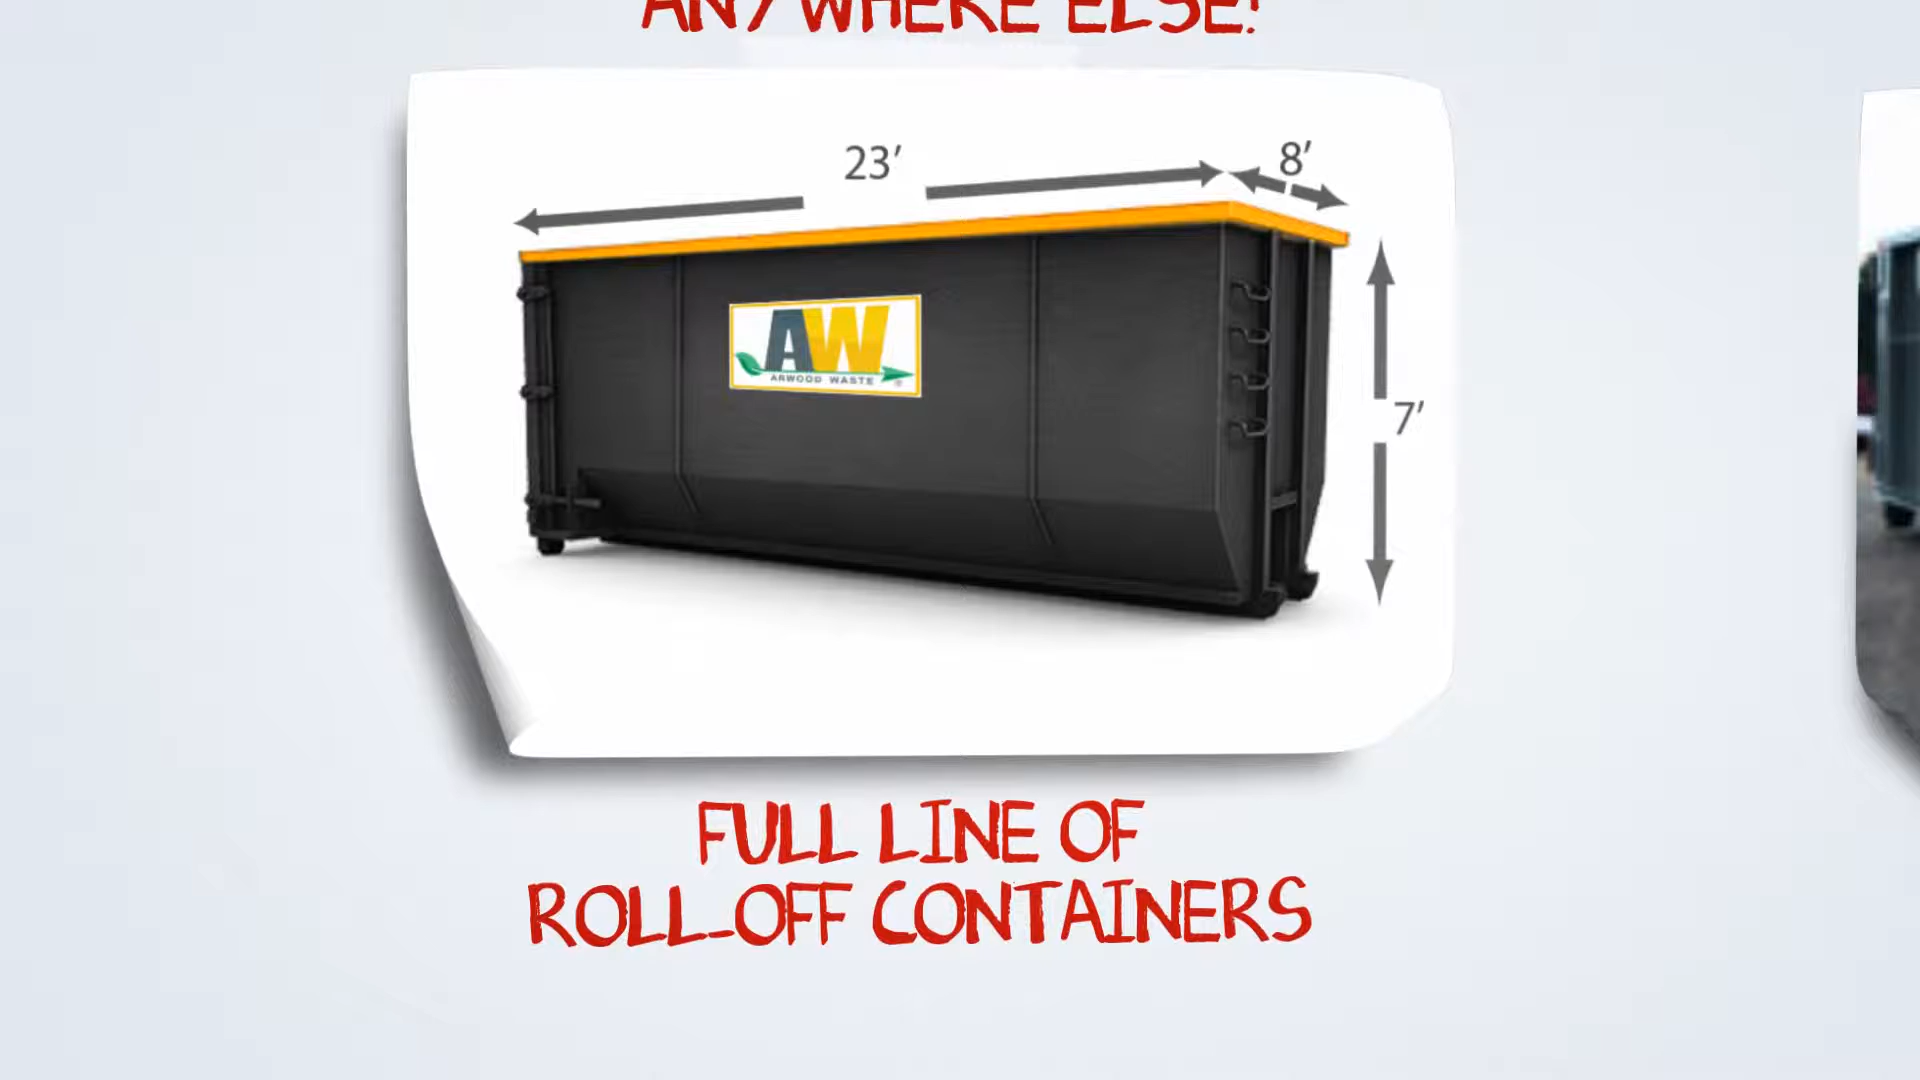 ANYWHERE ELSE!
23′
8′
AW
ARWOOD WASTE ®
7′
FULL LINE OF
ROLL-OFF CONTAINERS